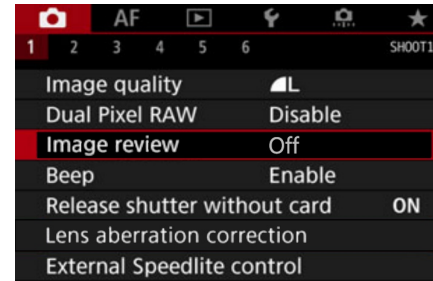 AF
1 2 3 4 5 6 SHOOT1
Image quality L
Dual Pixel RAW Disable
Image review Off
Beep Enable
Release shutter without card ON
Lens aberration correction
External Speedlite control